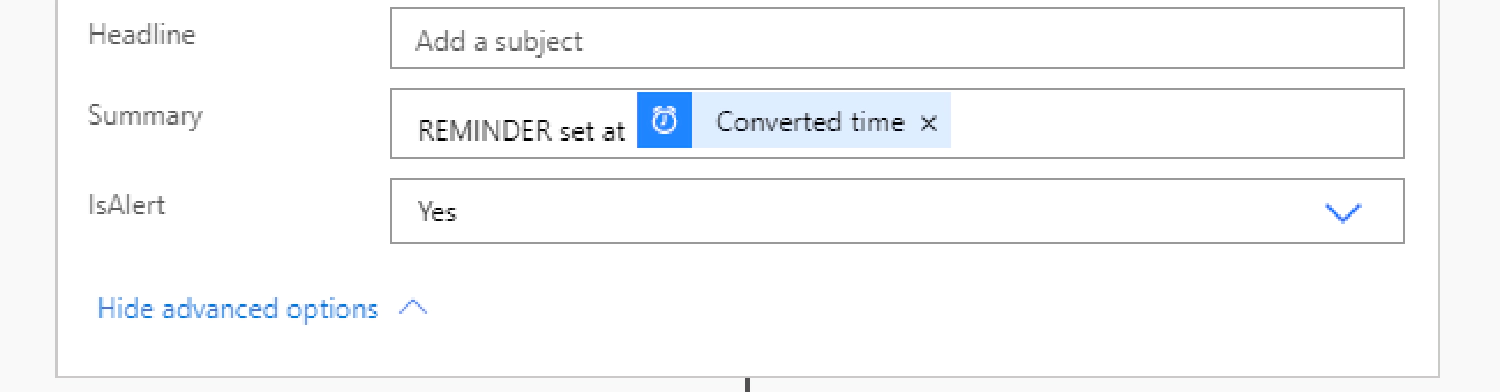 Headline
Add a subject
Summary
REMINDER set at Converted time ×
IsAlert
Yes
Hide advanced options